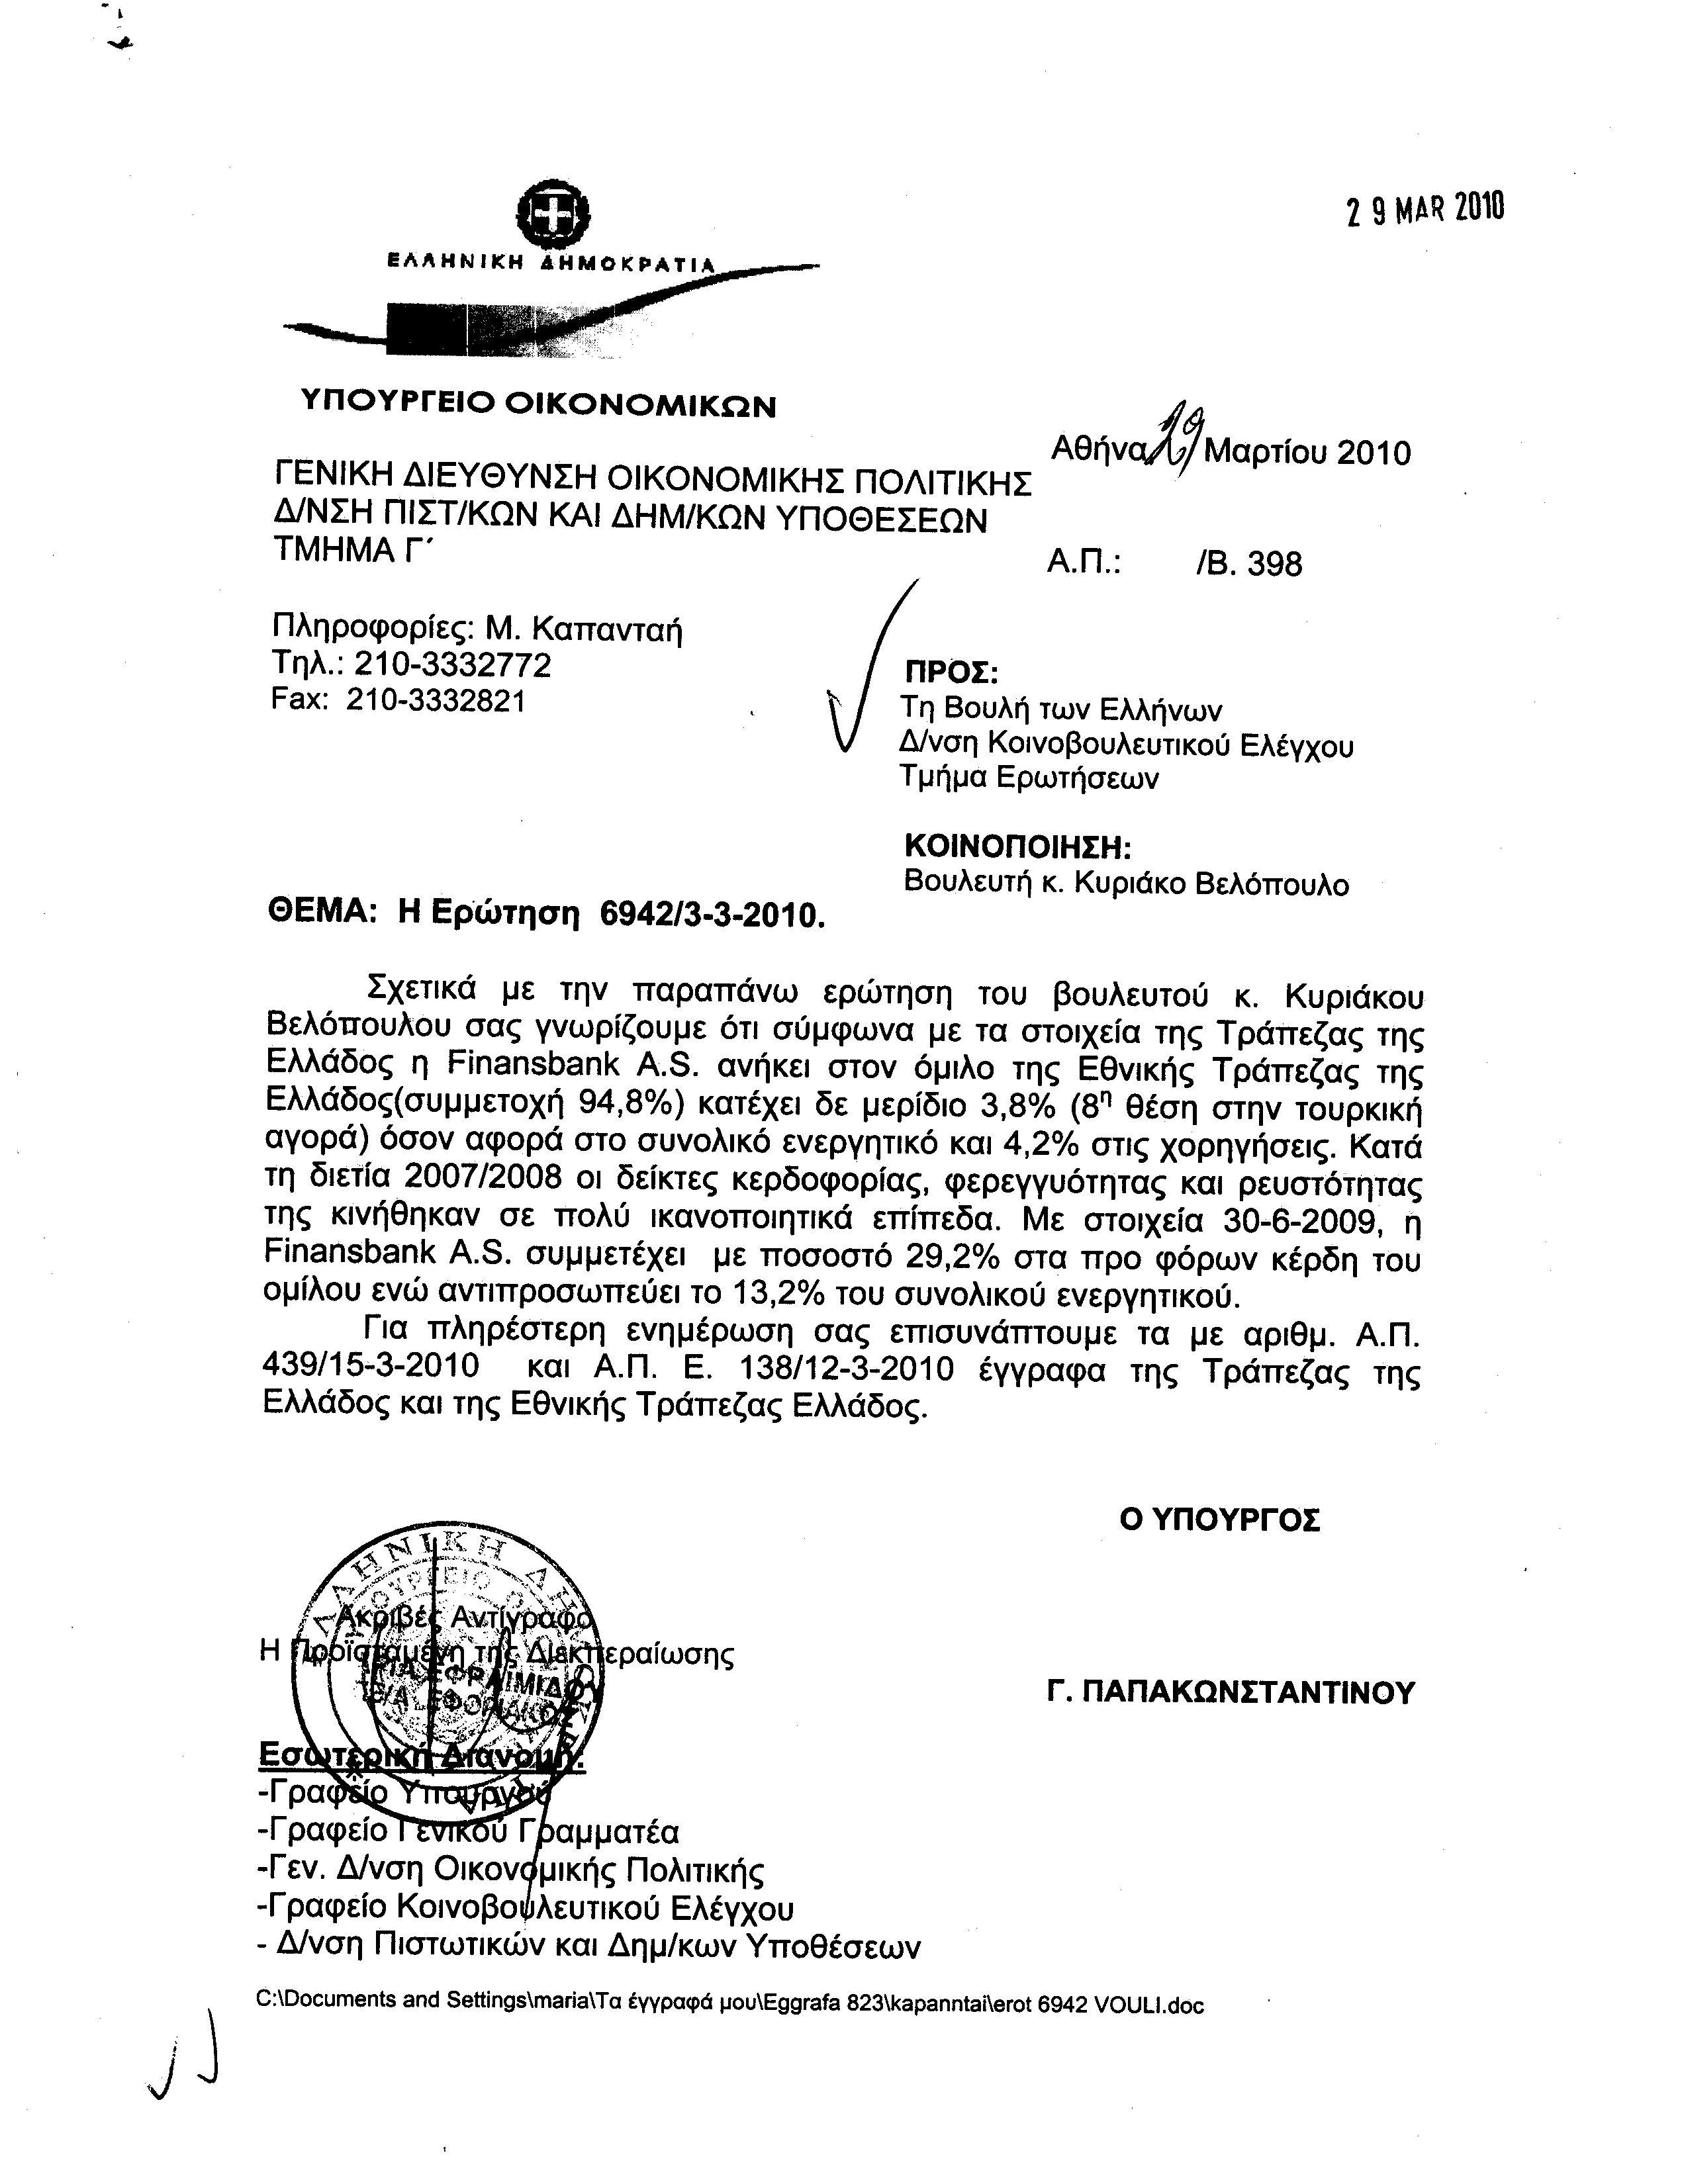 2 9 MAR 2010
ΕΛΛΗΝΙΚΗ ΔΗΜΟΚΡΑΤΙΑ
ΥΠΟΥΡΓΕΙΟ ΟΙΚΟΝΟΜΙΚΩΝ
ΓΕΝΙΚΗ ΔΙΕΥΘΥΝΣΗ ΟΙΚΟΝΟΜΙΚΗΣ ΠΟΛΙΤΙΚΗΣ
Δ/ΝΣΗ ΠΙΣΤ/ΚΩΝ ΚΑΙ ΔΗΜ/ΚΩΝ ΥΠΟΘΕΣΕΩΝ
ΤΜΗΜΑ Γ΄
Αθήνα 29 Μαρτίου 2010
Α.Π.: /Β. 398
Πληροφορίες: Μ. Καπανταή
Τηλ.: 210-3332772
Fax: 210-3332821
ΠΡΟΣ:
Τη Βουλή των Ελλήνων
Δ/νση Κοινοβουλευτικού Ελέγχου
Τμήμα Ερωτήσεων
ΚΟΙΝΟΠΟΙΗΣΗ:
Βουλευτή κ. Κυριάκο Βελόπουλο
ΘΕΜΑ: Η Ερώτηση 6942/3-3-2010.
Σχετικά με την παραπάνω ερώτηση του βουλευτού κ. Κυριάκου
Βελόπουλου σας γνωρίζουμε ότι σύμφωνα με τα στοιχεία της Τράπεζας της
Ελλάδος η Finansbank A.S. ανήκει στον όμιλο της Εθνικής Τράπεζας της
Ελλάδος(συμμετοχή 94,8%) κατέχει δε μερίδιο 3,8% (8η θέση στην τουρκική
αγορά) όσον αφορά στο συνολικό ενεργητικό και 4,2% στις χορηγήσεις. Κατά
τη διετία 2007/2008 οι δείκτες κερδοφορίας, φερεγγυότητας και ρευστότητας
της κινήθηκαν σε πολύ ικανοποιητικά επίπεδα. Με στοιχεία 30-6-2009, η
Finansbank A.S. συμμετέχει με ποσοστό 29,2% στα προ φόρων κέρδη του
ομίλου ενώ αντιπροσωπεύει το 13,2% του συνολικού ενεργητικού.
Για πληρέστερη ενημέρωση σας επισυνάπτουμε τα με αριθμ. Α.Π.
439/15-3-2010 και Α.Π. Ε. 138/12-3-2010 έγγραφα της Τράπεζας της
Ελλάδος και της Εθνικής Τράπεζας Ελλάδος.
Ο ΥΠΟΥΡΓΟΣ
Ακριβές Αντίγραφο
Η Προϊσταμένη της Διεκπεραίωσης
Γ. ΠΑΠΑΚΩΝΣΤΑΝΤΙΝΟΥ
Εσωτερική Διανομή:
-Γραφείο Υπουργού
-Γραφείο Γενικού Γραμματέα
-Γεν. Δ/νση Οικονομικής Πολιτικής
-Γραφείο Κοινοβουλευτικού Ελέγχου
- Δ/νση Πιστωτικών και Δημ/κων Υποθέσεων
C:\Documents and Settings\maria\Τα έγγραφά μου\Eggrafa 823\kapanntai\erot 6942 VOULI.doc